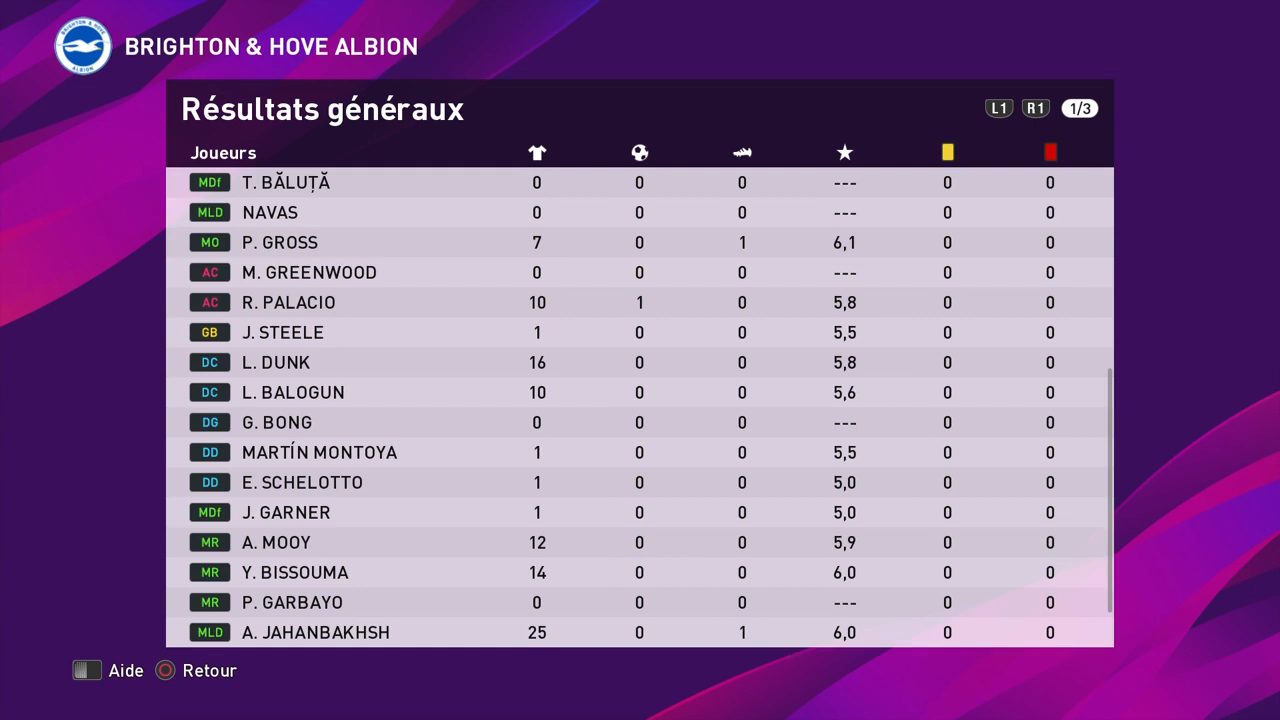 BRIGHTON & HOVE ALBION
BRIGHTON & HOVE ALBION
Résultats généraux L1 R1 1/3
Joueurs
MDf T. BĂLUȚĂ 0 0 0 --- 0 0
MLD NAVAS 0 0 0 --- 0 0
MO P. GROSS 7 0 1 6,1 0 0
AC M. GREENWOOD 0 0 0 --- 0 0
AC R. PALACIO 10 1 0 5,8 0 0
GB J. STEELE 1 0 0 5,5 0 0
DC L. DUNK 16 0 0 5,8 0 0
DC L. BALOGUN 10 0 0 5,6 0 0
DG G. BONG 0 0 0 --- 0 0
DD MARTÍN MONTOYA 1 0 0 5,5 0 0
DD E. SCHELOTTO 1 0 0 5,0 0 0
MDf J. GARNER 1 0 0 5,0 0 0
MR A. MOOY 12 0 0 5,9 0 0
MR Y. BISSOUMA 14 0 0 6,0 0 0
MR P. GARBAYO 0 0 0 --- 0 0
MLD A. JAHANBAKHSH 25 0 1 6,0 0 0
Aide Retour